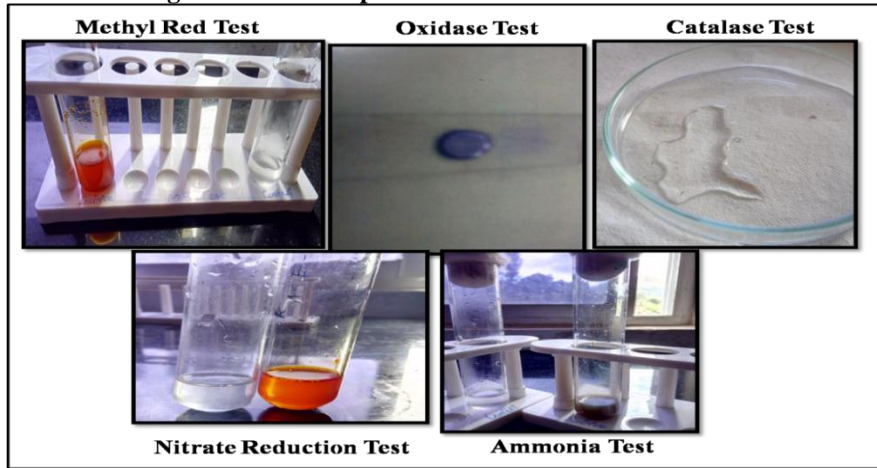 Methyl Red Test
Oxidase Test
Catalase Test
Nitrate Reduction Test
Ammonia Test